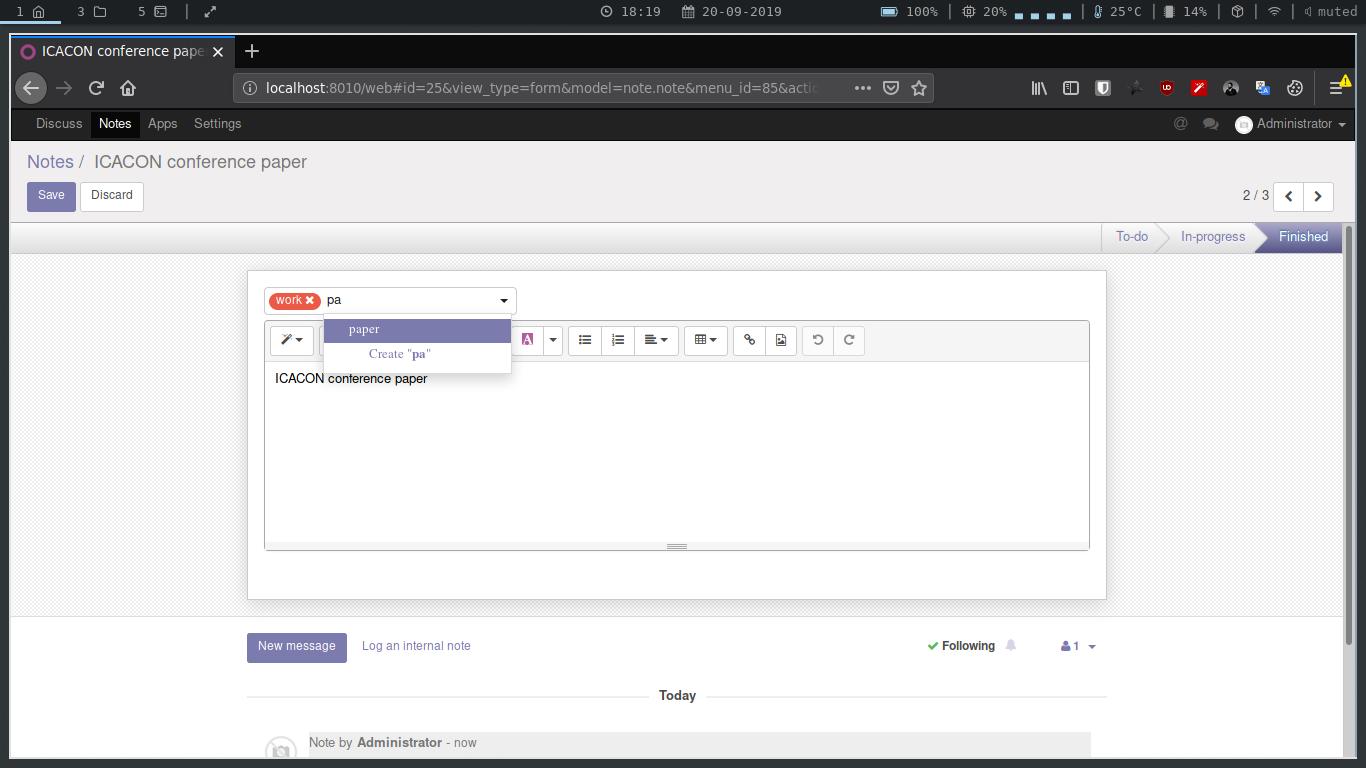 1 3 5 18:19 20-09-2019 100% 20% 25°C 14% muted
ICACON conference pape
localhost:8010/web#id=25&view_type=form&model=note.note&menu_id=85&actio
Discuss Notes Apps Settings @ Administrator
Notes / ICACON conference paper
Save Discard 2 / 3
To-do In-progress Finished
work pa
paper
Create "pa"
ICACON conference paper
New message Log an internal note Following 1
Today
Note by Administrator - now